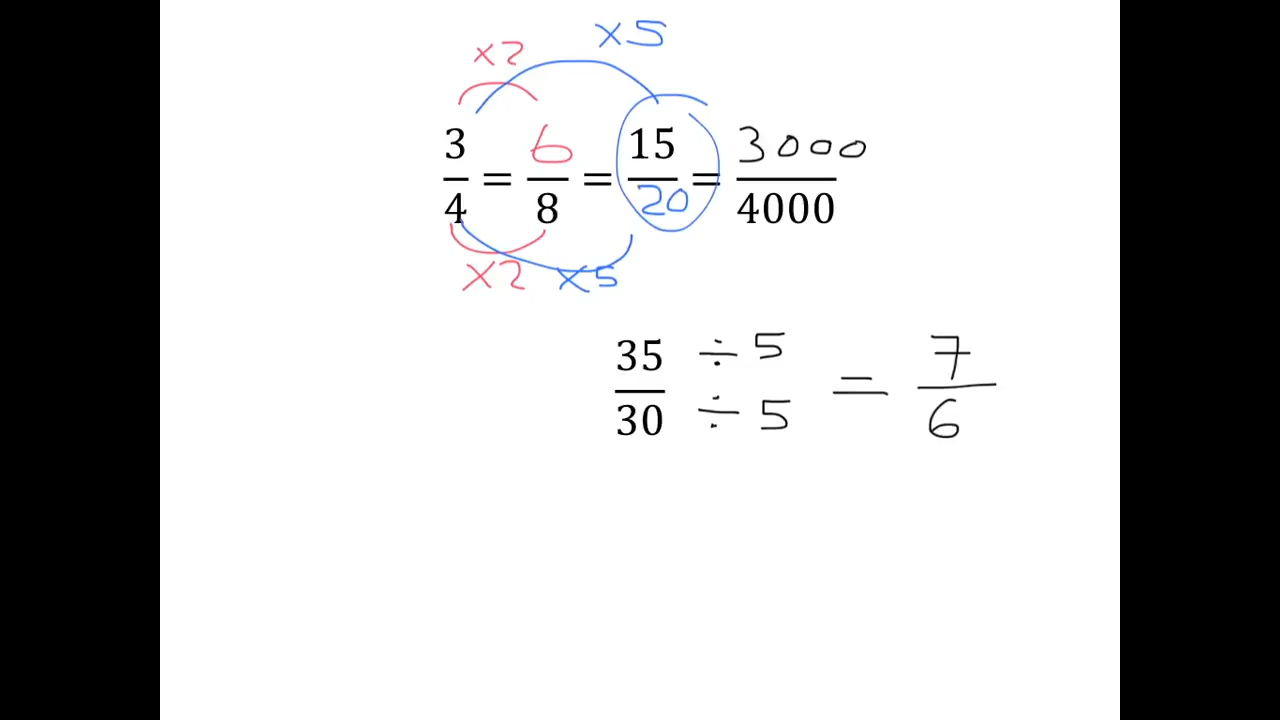 ×2 ×5
3/4 = 6/8 = 15/20 = 3000/4000
×2 ×5
35/30 ÷5/÷5 = 7/6